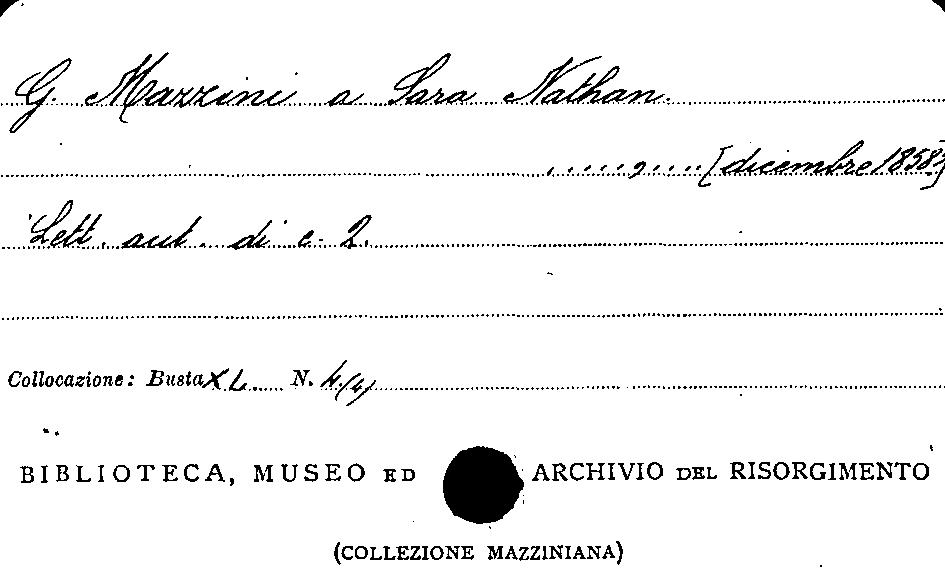 G. Mazzini a Sara Nathan.
......,.....[dicembre 1858?]
Lett. aut. di c. 2.
Collocazione: Busta XL. N. 4/4)
BIBLIOTECA, MUSEO ED ARCHIVIO DEL RISORGIMENTO
(COLLEZIONE MAZZINIANA)